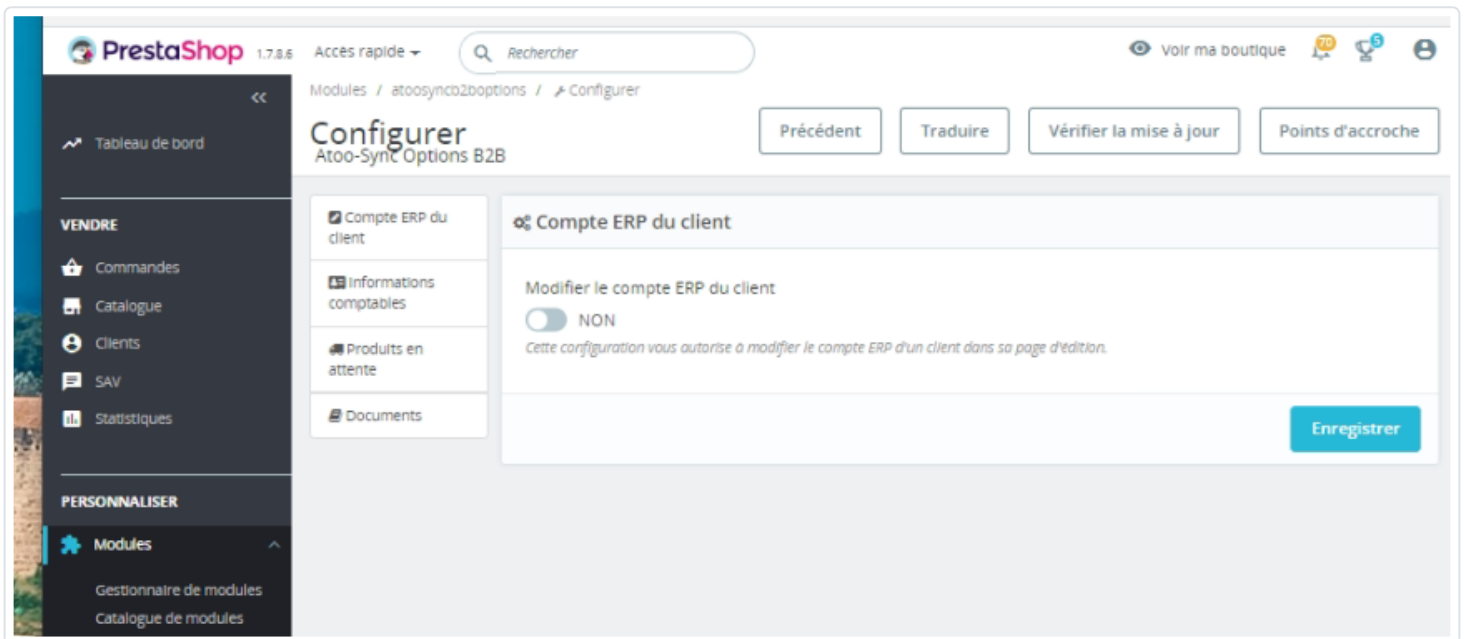 PrestaShop 1.7.8.6 Accès rapide Rechercher Voir ma boutique 70 5
Modules / atoosyncb2boptions / Configurer
Configurer
Atoo-Sync Options B2B
Précédent Traduire Vérifier la mise à jour Points d'accroche
Tableau de bord
VENDRE
Commandes
Catalogue
Clients
SAV
Statistiques
PERSONNALISER
Modules
Gestionnaire de modules
Catalogue de modules
Compte ERP du
client
Informations
comptables
Produits en
attente
Documents
Compte ERP du client
Modifier le compte ERP du client
NON
Cette configuration vous autorise à modifier le compte ERP d'un client dans sa page d'édition.
Enregistrer